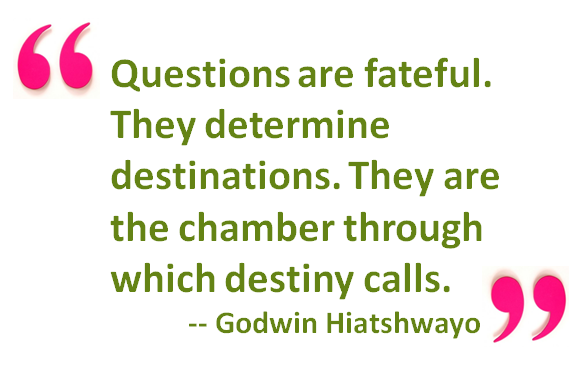 Questions are fateful.
They determine
destinations. They are
the chamber through
which destiny calls.
-- Godwin Hiatshwayo